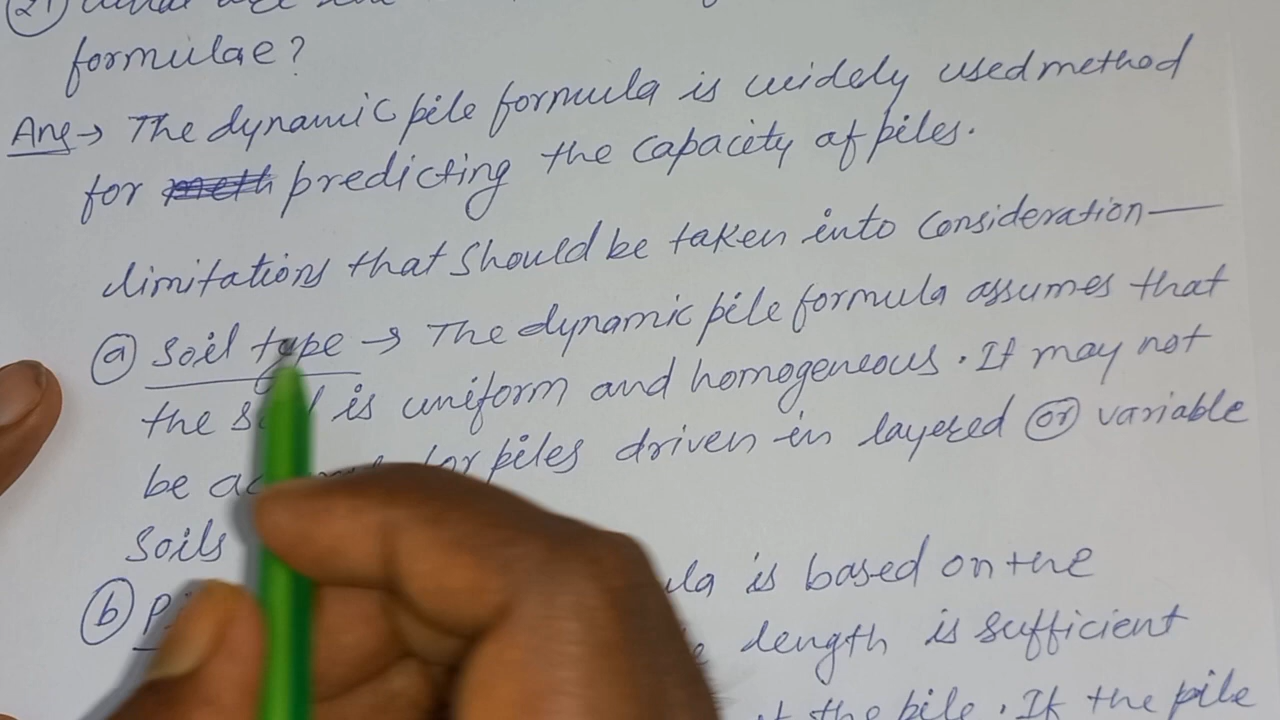 21
formulae?
Ans → The dynamic pile formula is widely used method
for predicting the capacity of piles.
limitations that should be taken into consideration—
(a) Soil type → The dynamic pile formula assumes that
the is uniform and homogeneous. It may not
be piles driven in layered (or) variable
soils
(b) is based on the
length is sufficient
the pile. If the pile